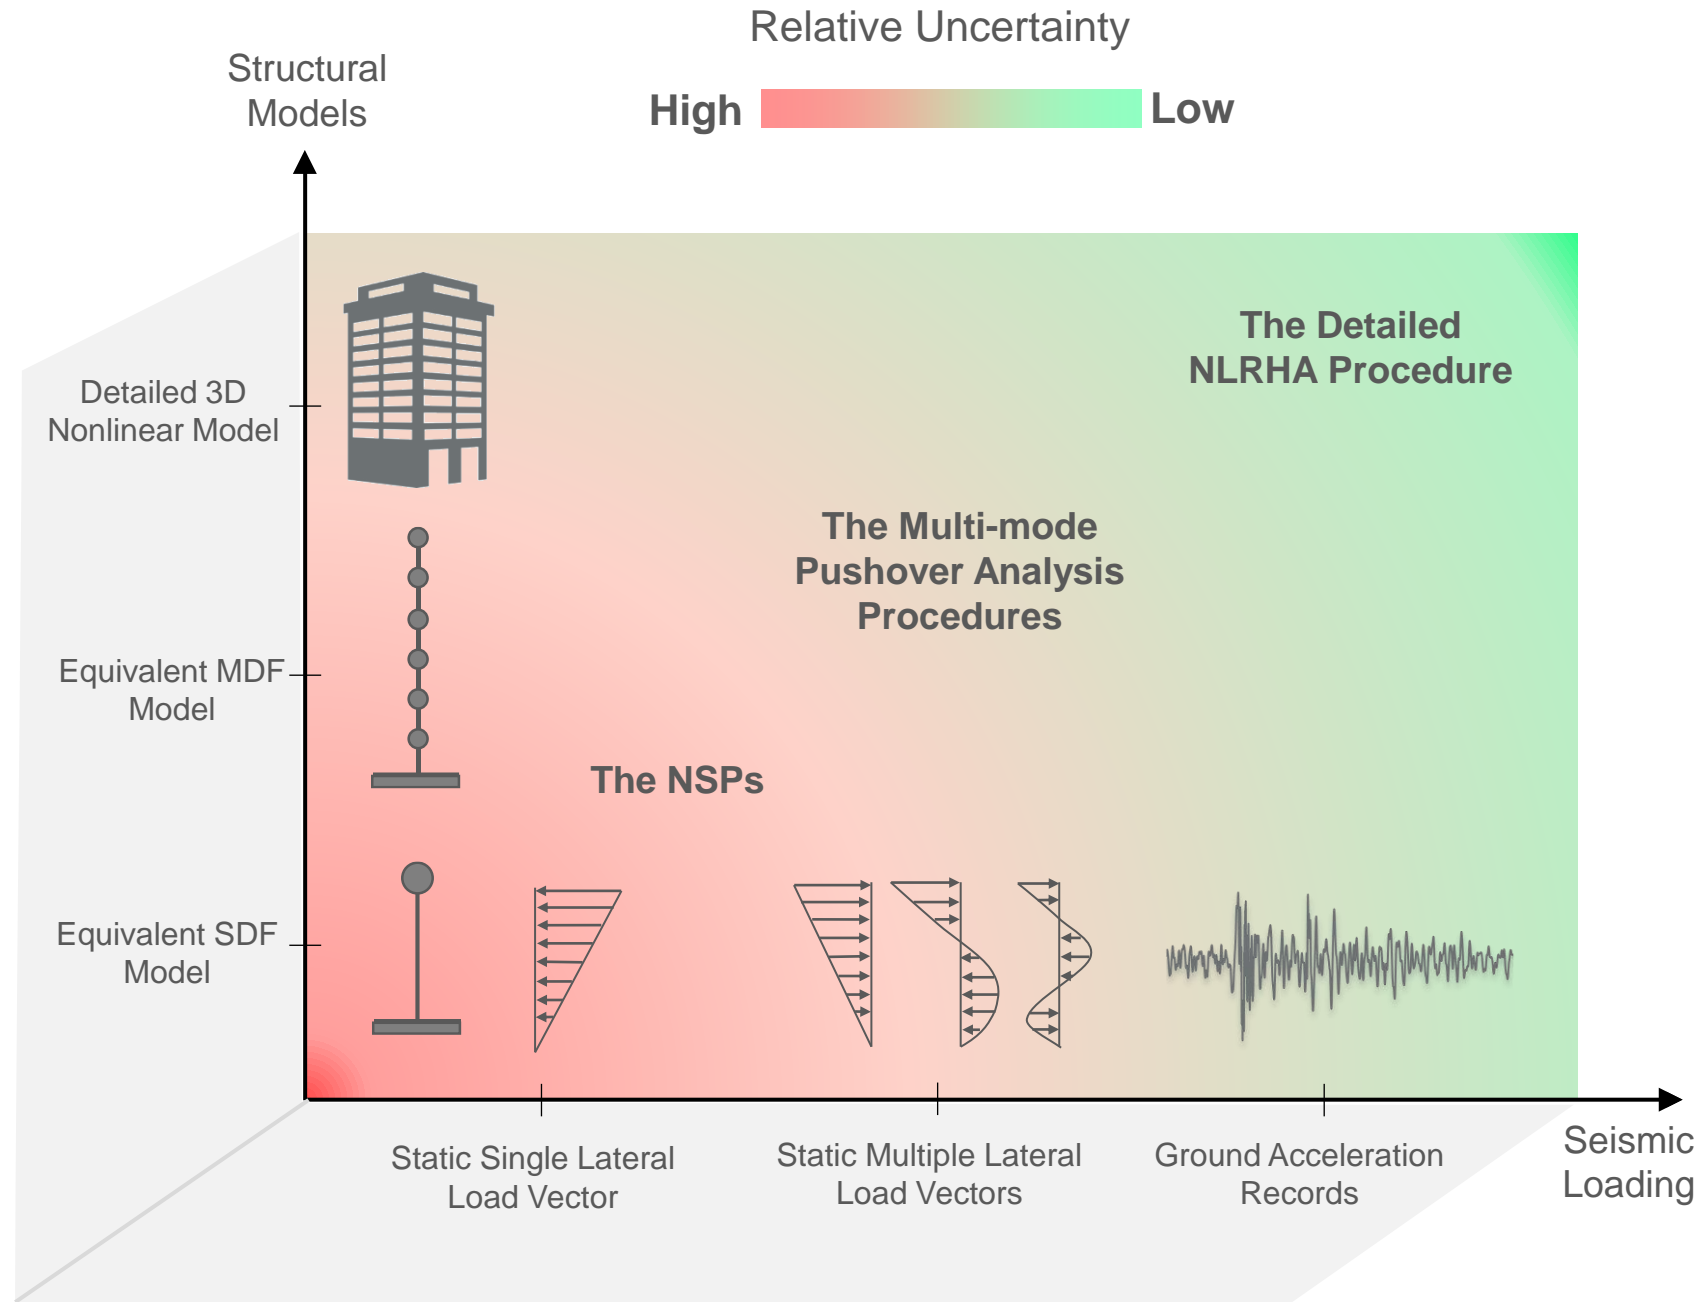 Relative Uncertainty
High
Low
Structural
Models
The Detailed
NLRHA Procedure
Detailed 3D
Nonlinear Model
The Multi-mode
Pushover Analysis
Procedures
Equivalent MDF
Model
The NSPs
Equivalent SDF
Model
Static Single Lateral
Load Vector
Static Multiple Lateral
Load Vectors
Ground Acceleration
Records
Seismic
Loading